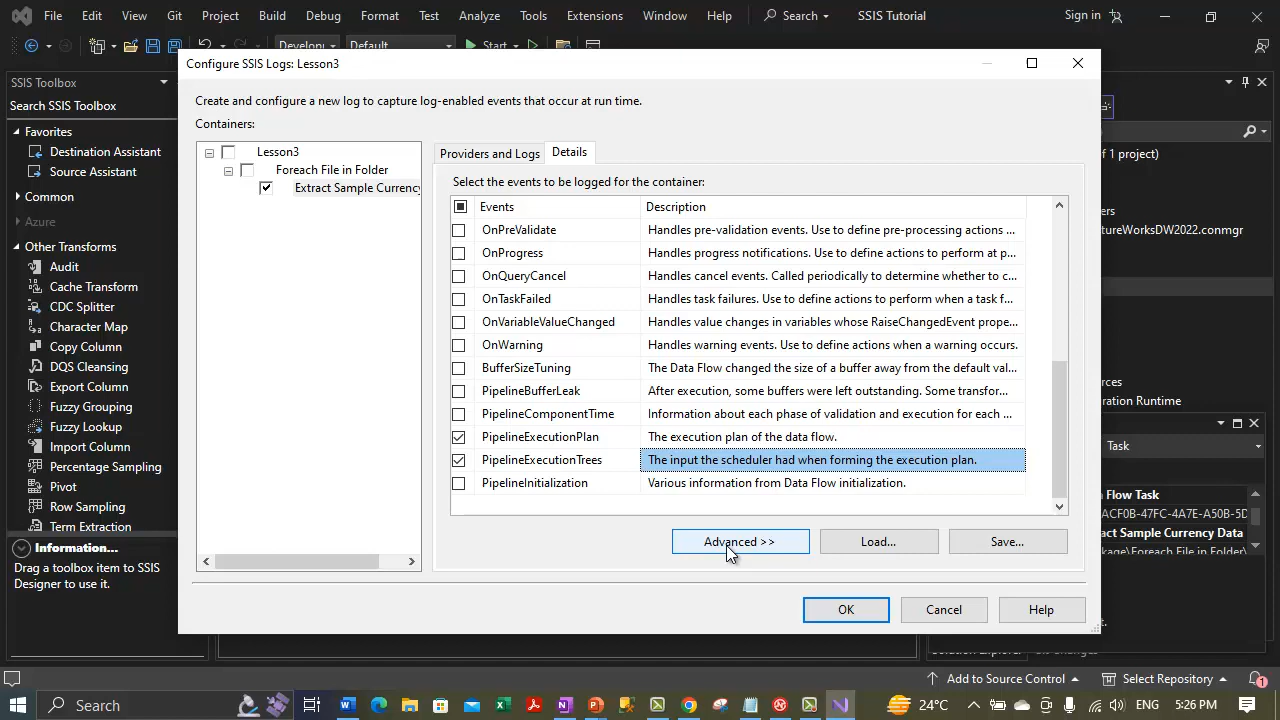 File Edit View Git Project Build Debug Format Test Analyze Tools Extensions Window Help Search SSIS Tutorial Sign in
Develop Default Start
Configure SSIS Logs: Lesson3
SSIS Toolbox
Search SSIS Toolbox
Favorites
Destination Assistant
Source Assistant
Common
Azure
Other Transforms
Audit
Cache Transform
CDC Splitter
Character Map
Copy Column
DQS Cleansing
Export Column
Fuzzy Grouping
Fuzzy Lookup
Import Column
Percentage Sampling
Pivot
Row Sampling
Term Extraction
Information...
Drag a toolbox item to SSIS
Designer to use it.
Create and configure a new log to capture log-enabled events that occur at run time.
Containers:
Lesson3
Foreach File in Folder
Extract Sample Currency
Providers and Logs Details
Select the events to be logged for the container:
Events Description
OnPreValidate Handles pre-validation events. Use to define pre-processing actions ...
OnProgress Handles progress notifications. Use to define actions to perform at p...
OnQueryCancel Handles cancel events. Called periodically to determine whether to c...
OnTaskFailed Handles task failures. Use to define actions to perform when a task f...
OnVariableValueChanged Handles value changes in variables whose RaiseChangedEvent prope...
OnWarning Handles warning events. Use to define actions when a warning occurs.
BufferSizeTuning The Data Flow changed the size of a buffer away from the default val...
PipelineBufferLeak After execution, some buffers were left outstanding. Some transfor...
PipelineComponentTime Information about each phase of validation and execution for each ...
PipelineExecutionPlan The execution plan of the data flow.
PipelineExecutionTrees The input the scheduler had when forming the execution plan.
PipelineInitialization Various information from Data Flow initialization.
Advanced >> Load... Save...
OK Cancel Help
f 1 project)
ers
tureWorksDW2022.conmgr
urces
ration Runtime
Task
Flow Task
ACF0B-47FC-4A7E-A50B-5D
ct Sample Currency Data
ackage\Foreach File in Folder\
Add to Source Control Select Repository 1
Search 24°C ENG 5:26 PM